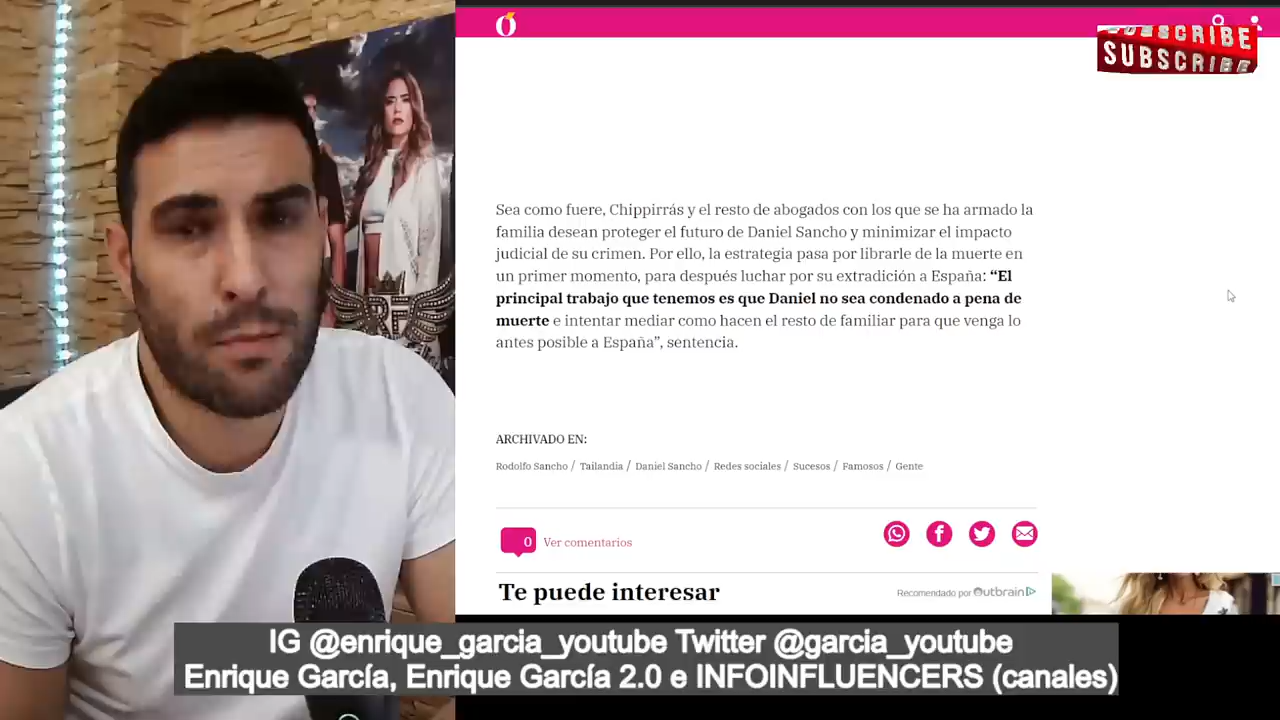 SUBSCRIBE
SUBSCRIBE
Sea como fuere, Chippirrás y el resto de abogados con los que se ha armado la
familia desean proteger el futuro de Daniel Sancho y minimizar el impacto
judicial de su crimen. Por ello, la estrategia pasa por librarle de la muerte en
un primer momento, para después luchar por su extradición a España: “El
principal trabajo que tenemos es que Daniel no sea condenado a pena de
muerte e intentar mediar como hacen el resto de familiar para que venga lo
antes posible a España”, sentencia.
ARCHIVADO EN:
Rodolfo Sancho / Tailandia / Daniel Sancho / Redes sociales / Sucesos / Famosos / Gente
0 Ver comentarios
Te puede interesar
Recomendado por Outbrain
RF
IG @enrique_garcia_youtube Twitter @garcia_youtube
Enrique García, Enrique García 2.0 e INFOINFLUENCERS (canales)